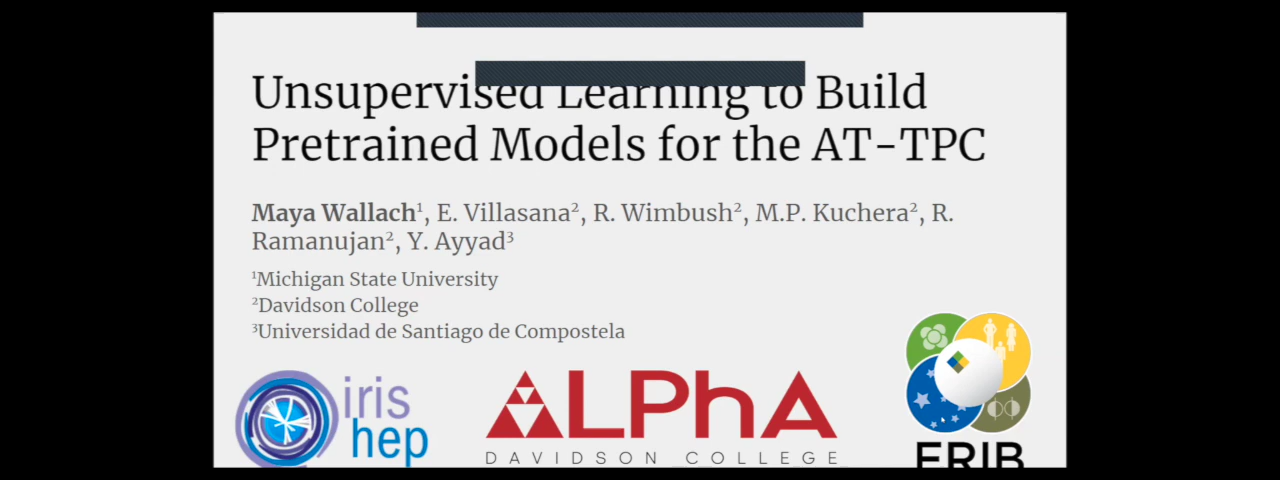 Unsupervised Learning to Build
Pretrained Models for the AT-TPC
Maya Wallach¹, E. Villasana², R. Wimbush², M.P. Kuchera², R.
Ramanujan², Y. Ayyad³
¹Michigan State University
²Davidson College
³Universidad de Santiago de Compostela
iris
hep
ALPhA
DAVIDSON COLLEGE
FRIB